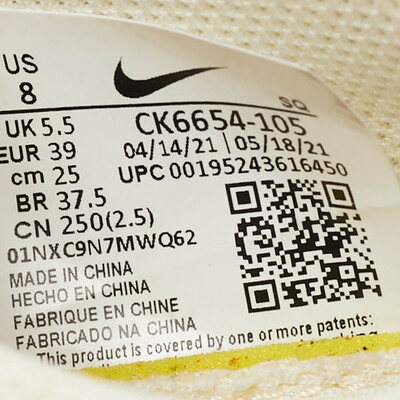 US
8
SQ
UK 5.5
CK6654-105
EUR 39
04/14/21 | 05/18/21
cm 25
UPC 00195243616450
BR 37.5
CN 250(2.5)
01NXC9N7MWQ62
MADE IN CHINA
HECHO EN CHINA
FABRIQUE EN CHINE
FABRICADO NA CHINA
This product is covered by one or more patents: